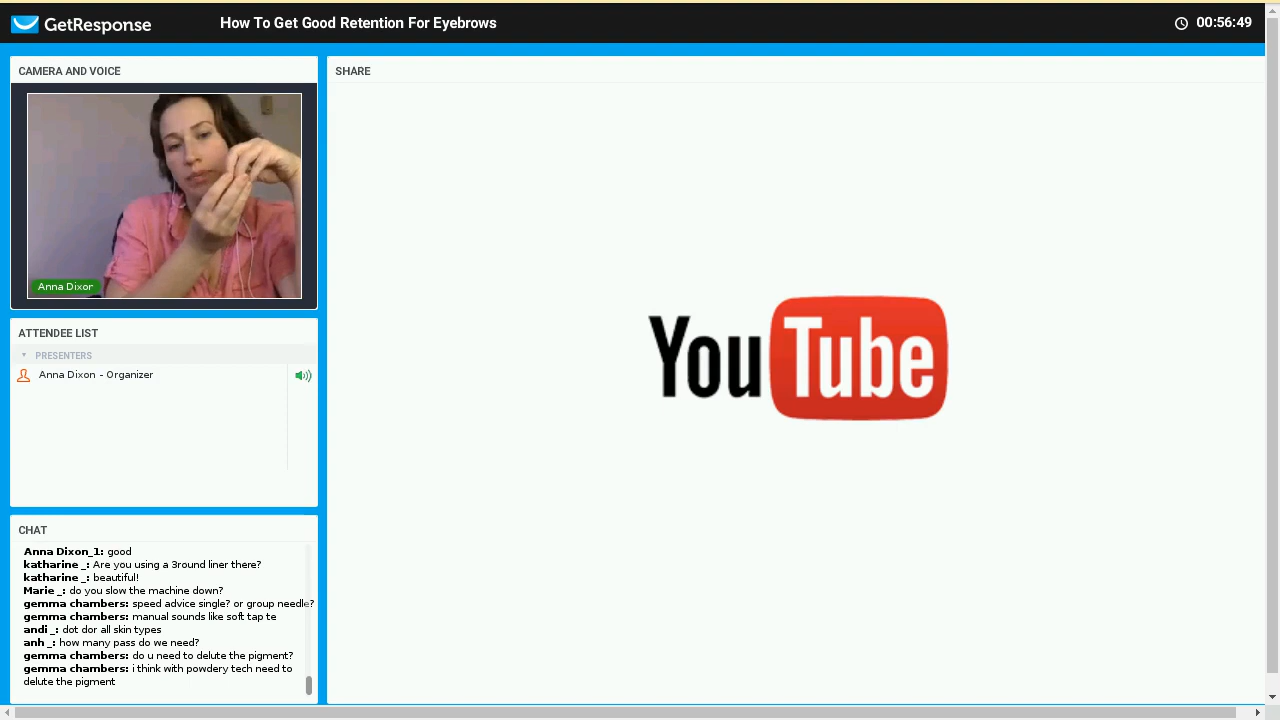 GetResponse
How To Get Good Retention For Eyebrows
00:56:49
CAMERA AND VOICE
Anna Dixon
ATTENDEE LIST
PRESENTERS
Anna Dixon - Organizer
CHAT
Anna Dixon_1: good
katharine _: Are you using a 3round liner there?
katharine _: beautiful!
Marie _: do you slow the machine down?
gemma chambers: speed advice single? or group needle?
gemma chambers: manual sounds like soft tap te
andi _: dot dor all skin types
anh _: how many pass do we need?
gemma chambers: do u need to delute the pigment?
gemma chambers: i think with powdery tech need to
delute the pigment
SHARE
YouTube